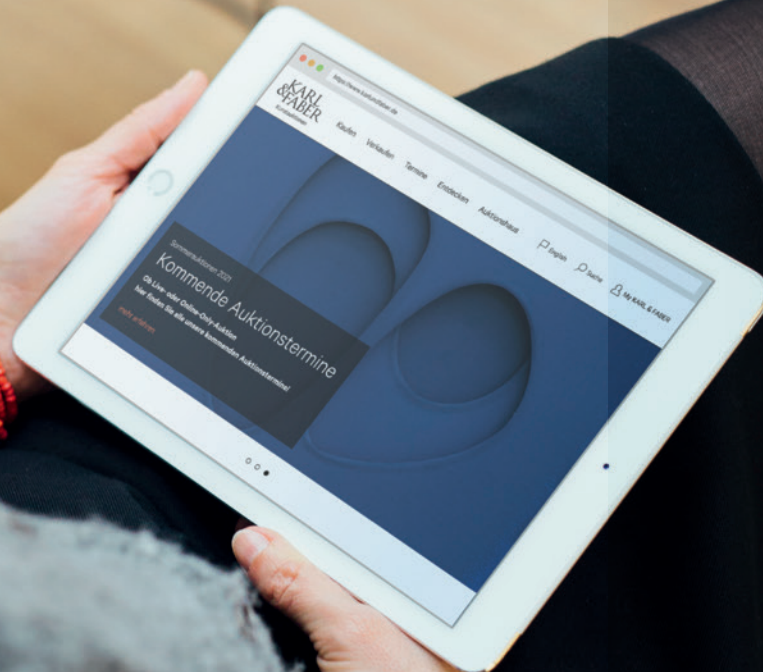 https://www.karlundfaber.de
KARL
&FABER
Kunstauktionen
Kaufen Verkaufen Termine Entdecken Auktionshaus English Suche My KARL & FABER
Sommerauktionen 2021
Kommende Auktionstermine
Ob Live- oder Online-Only-Auktion
hier finden Sie alle unsere kommenden Auktionstermine!
mehr erfahren